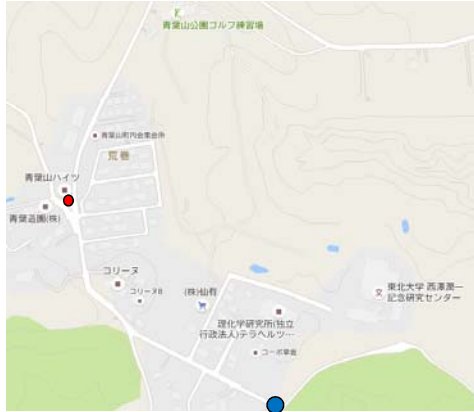 青葉山公園ゴルフ練習場
青葉山町内会集会所
荒巻
青葉山ハイツ
青葉造園(株)
コリーヌ
コリーヌB
(株)仙有
東北大学 西澤潤一
記念研究センター
理化学研究所(独立
行政法人)テラヘルツ…
コーポ草金